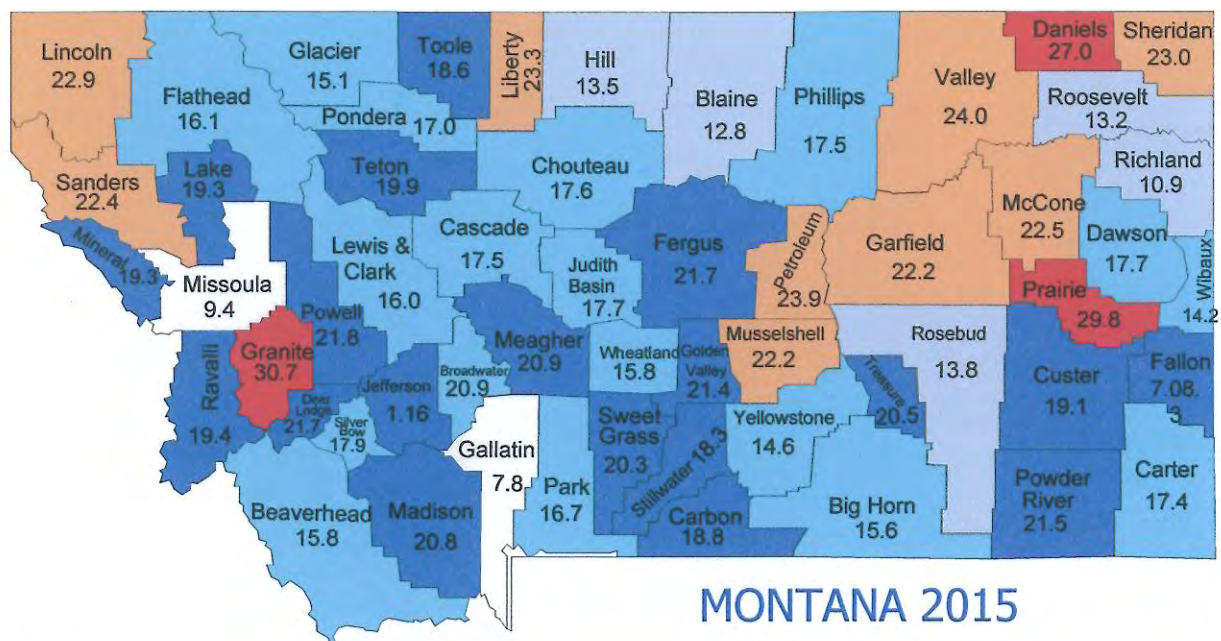 Lincoln
22.9
Glacier
15.1
Toole
18.6
Liberty
23.3
Hill
13.5
Blaine
12.8
Phillips
17.5
Valley
24.0
Daniels
27.0
Sheridan
23.0
Roosevelt
13.2
Richland
10.9
Flathead
16.1
Pondera
17.0
Teton
19.9
Chouteau
17.6
Sanders
22.4
Lake
19.3
Mineral
19.3
Missoula
9.4
Lewis &
Clark
16.0
Cascade
17.5
Judith
Basin
17.7
Fergus
21.7
Petroleum
23.9
Garfield
22.2
McCone
22.5
Dawson
17.7
Wibaux
14.2
Prairie
29.8
Powell
21.8
Granite
30.7
Ravalli
19.4
Deer
Lodge
21.7
Silver
Bow
17.9
Jefferson
1.16
Broadwater
20.9
Meagher
20.9
Wheatland
15.8
Golden
Valley
21.4
Musselshell
22.2
Rosebud
13.8
Treasure
20.5
Custer
19.1
Fallon
7.08.
3
Gallatin
7.8
Park
16.7
Sweet
Grass
20.3
Stillwater 18.3
Yellowstone
14.6
Carbon
18.8
Big Horn
15.6
Powder
River
21.5
Carter
17.4
Beaverhead
15.8
Madison
20.8
MONTANA 2015